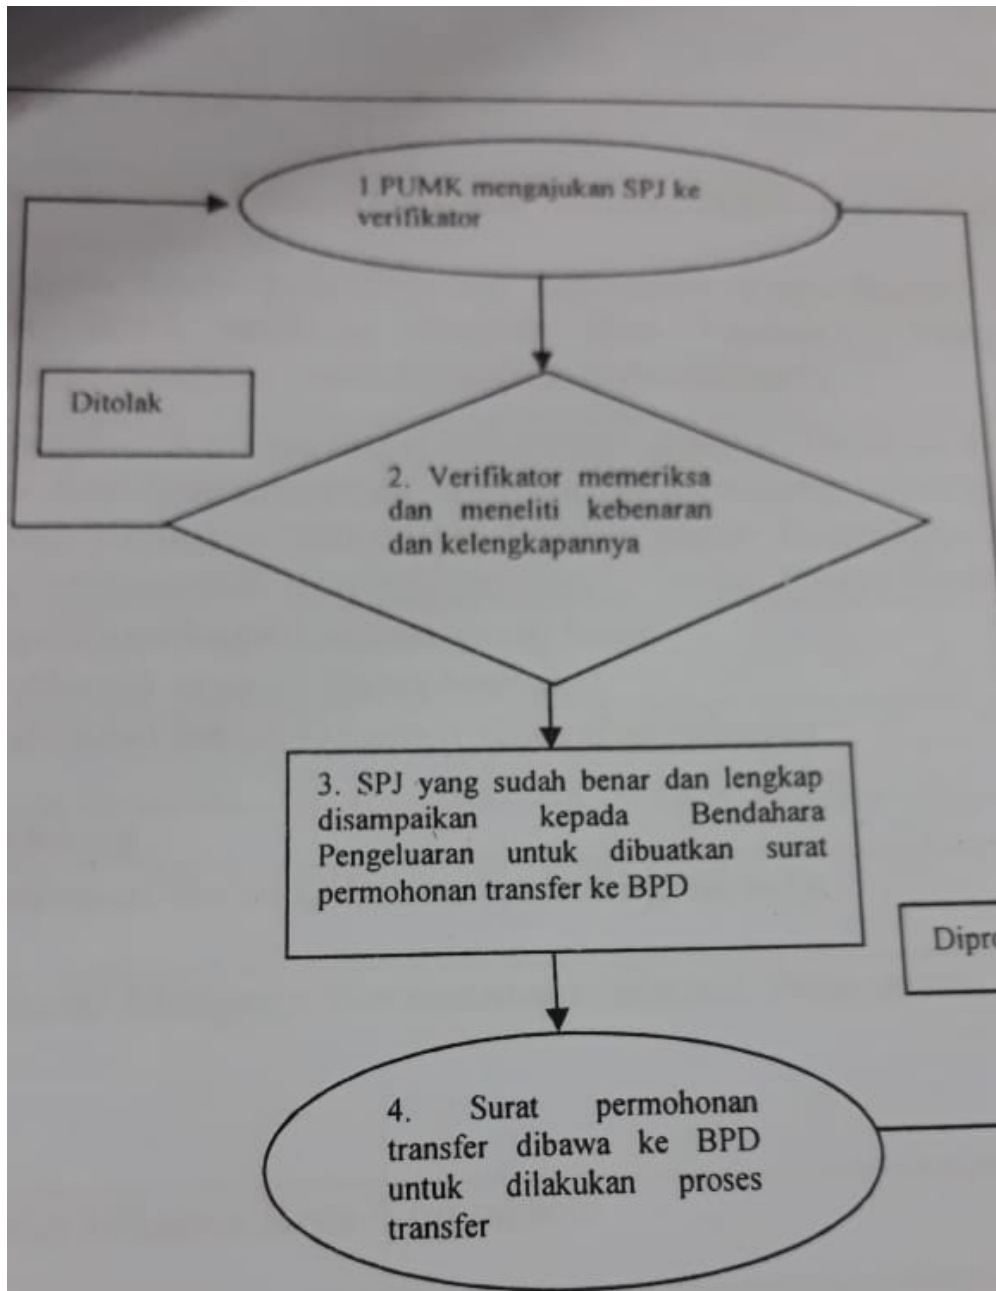 1 PUMK mengajukan SPJ ke
verifikator
Ditolak
2. Verifikator memeriksa
dan meneliti kebenaran
dan kelengkapannya
3. SPJ yang sudah benar dan lengkap
disampaikan kepada Bendahara
Pengeluaran untuk dibuatkan surat
permohonan transfer ke BPD
Dipro
4. Surat permohonan
transfer dibawa ke BPD
untuk dilakukan proses
transfer